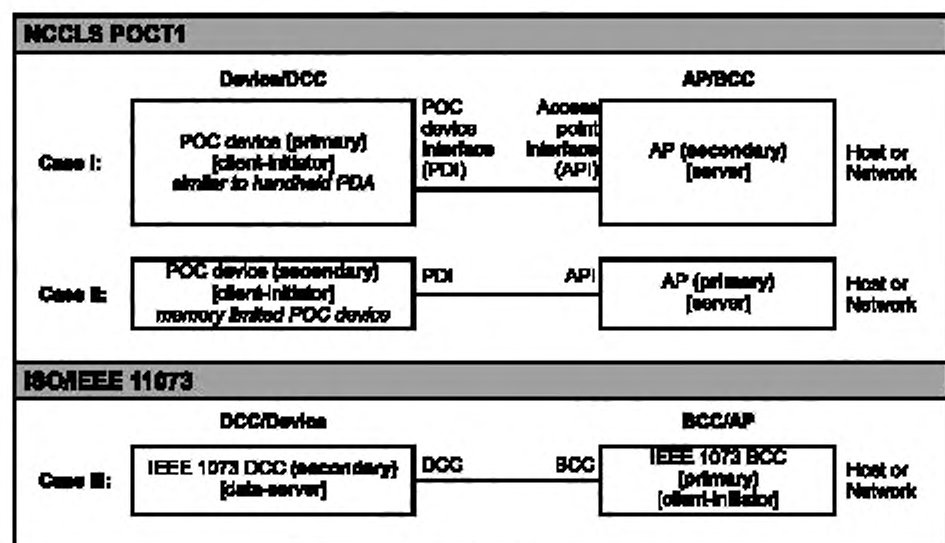 NCCLS POCT1
Device/DCC
AP/BCC
Case I:
POC device (primary)
[client-initiator]
similar to handheld PDA
POC
device
interface
(PDI)
Access
point
interface
(API)
AP (secondary)
[server]
Host or
Network
Case II:
POC device (secondary)
[client-initiator]
memory limited POC device
PDI
API
AP (primary)
[server]
Host or
Network
ISO/IEEE 11073
DCC/Device
BCC/AP
Case III:
IEEE 1073 DCC (secondary)
[data-server]
DCC
BCC
IEEE 1073 BCC
(primary)
[client-initiator]
Host or
Network